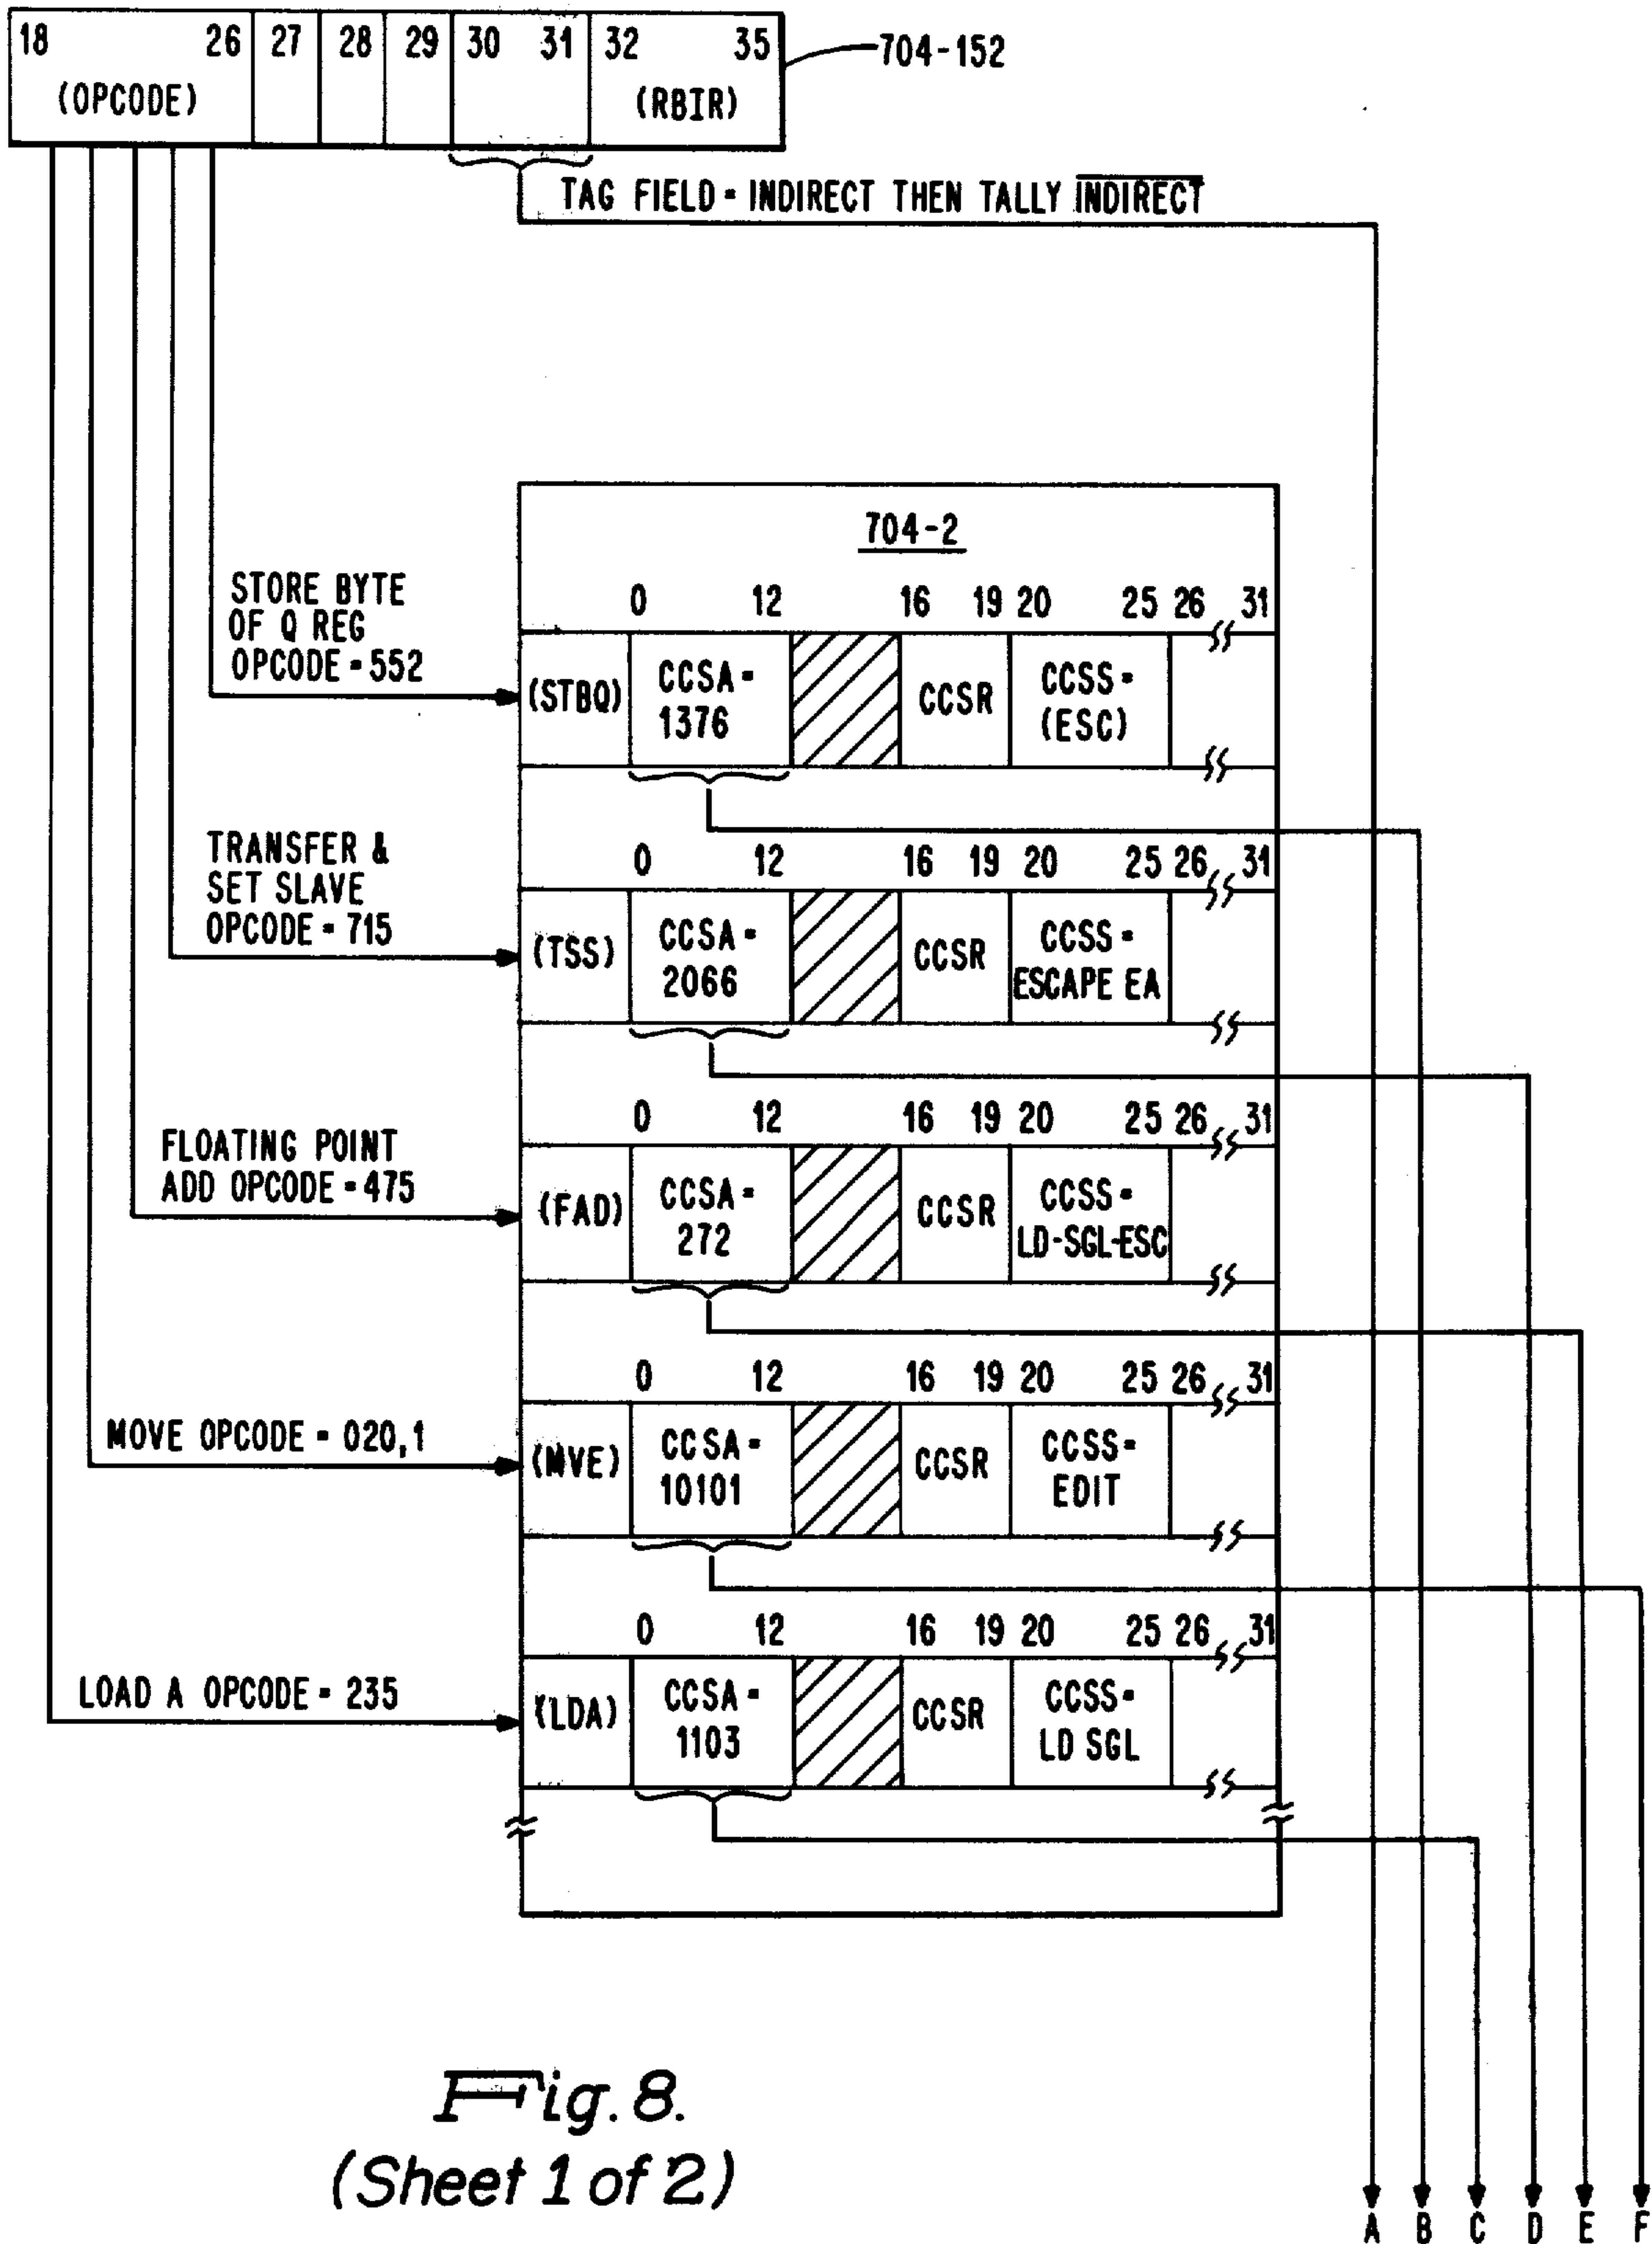 18 26 27 28 29 30 31 32 35
(OPCODE) (RBIR)
704-152
TAG FIELD = INDIRECT THEN TALLY INDIRECT
704-2
STORE BYTE
OF Q REG
OPCODE = 552
0 12 16 19 20 25 26 31
(STBQ) CCSA = CCSR CCSS =
1376 (ESC)
TRANSFER &
SET SLAVE
OPCODE = 715
0 12 16 19 20 25 26 31
(TSS) CCSA = CCSR CCSS =
2066 ESCAPE EA
FLOATING POINT
ADD OPCODE = 475
0 12 16 19 20 25 26 31
(FAD) CCSA = CCSR CCSS =
272 LD-SGL-ESC
MOVE OPCODE = 020,1
0 12 16 19 20 25 26 31
(MVE) CCSA = CCSR CCSS =
10101 EDIT
LOAD A OPCODE = 235
0 12 16 19 20 25 26 31
(LDA) CCSA = CCSR CCSS =
1103 LD SGL
Fig. 8.
(Sheet 1 of 2)
A B C D E F